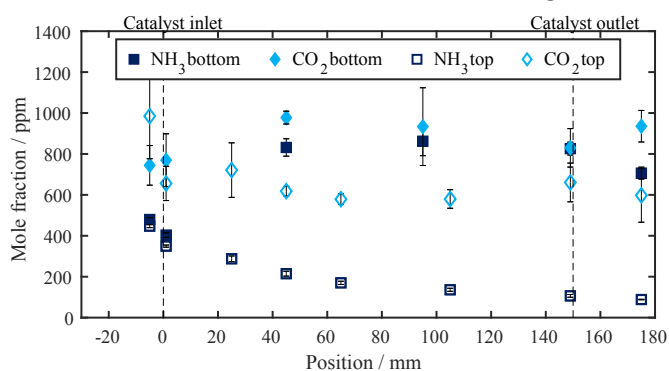 Catalyst inlet Catalyst outlet
NH3 bottom CO2 bottom NH3 top CO2 top
Mole fraction / ppm
1400
1200
1000
800
600
400
200
0
-20 0 20 40 60 80 100 120 140 160 180
Position / mm